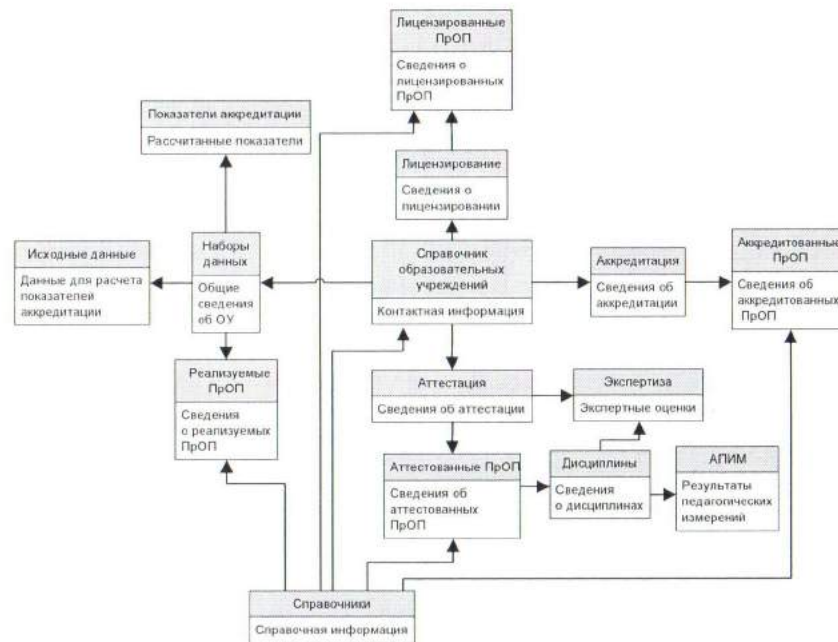 Лицензированные
ПрОП
Сведения о
лицензированных
ПрОП
Показатели аккредитации
Рассчитанные показатели
Лицензирование
Сведения о
лицензировании
Исходные данные
Данные для расчета
показателей
аккредитации
Наборы
данных
Общие
сведения
об ОУ
Справочник
образовательных
учреждений
Контактная информация
Аккредитация
Сведения об
аккредитации
Аккредитованные
ПрОП
Сведения об
аккредитованных
ПрОП
Реализуемые
ПрОП
Сведения
о реализуемых
ПрОП
Аттестация
Сведения об аттестации
Экспертиза
Экспертные оценки
Аттестованные ПрОП
Сведения об
аттестованных
ПрОП
Дисциплины
Сведения
о дисциплинах
АПИМ
Результаты
педагогических
измерений
Справочники
Справочная информация